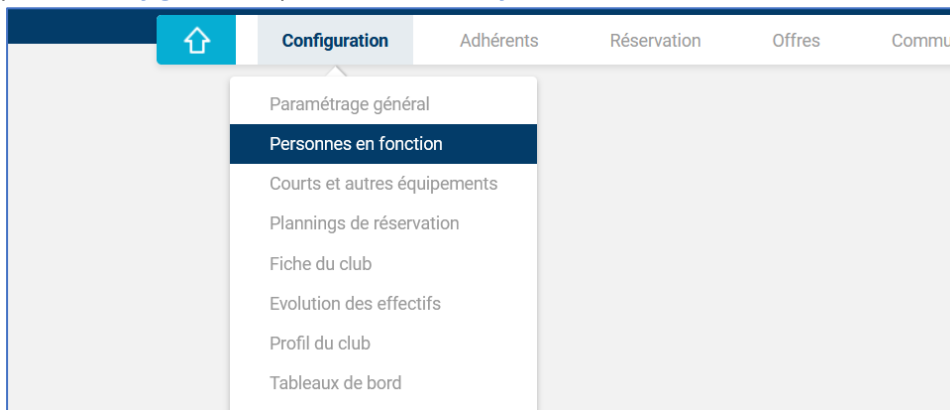 Configuration Adhérents Réservation Offres Commu
Paramétrage général
Personnes en fonction
Courts et autres équipements
Plannings de réservation
Fiche du club
Evolution des effectifs
Profil du club
Tableaux de bord